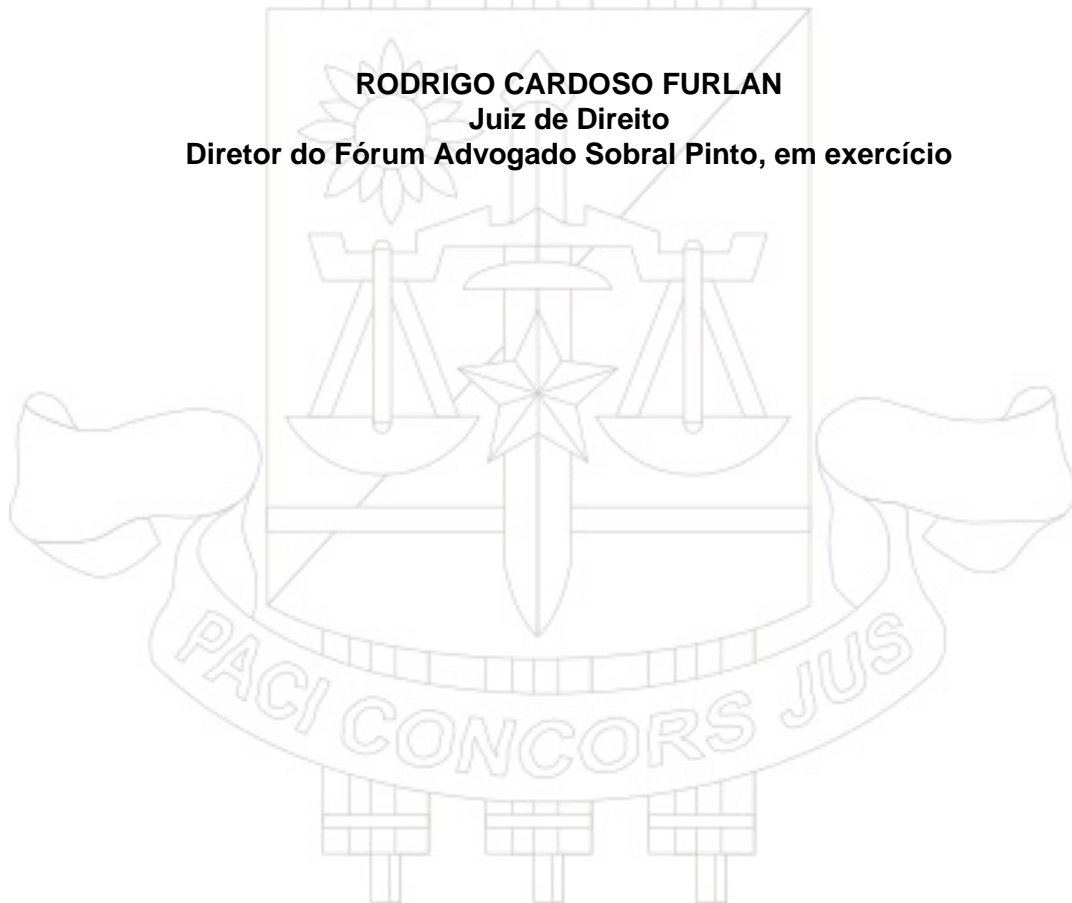 RODRIGO CARDOSO FURLAN
Juiz de Direito
Diretor do Fórum Advogado Sobral Pinto, em exercício
PACI CONCORS JUS